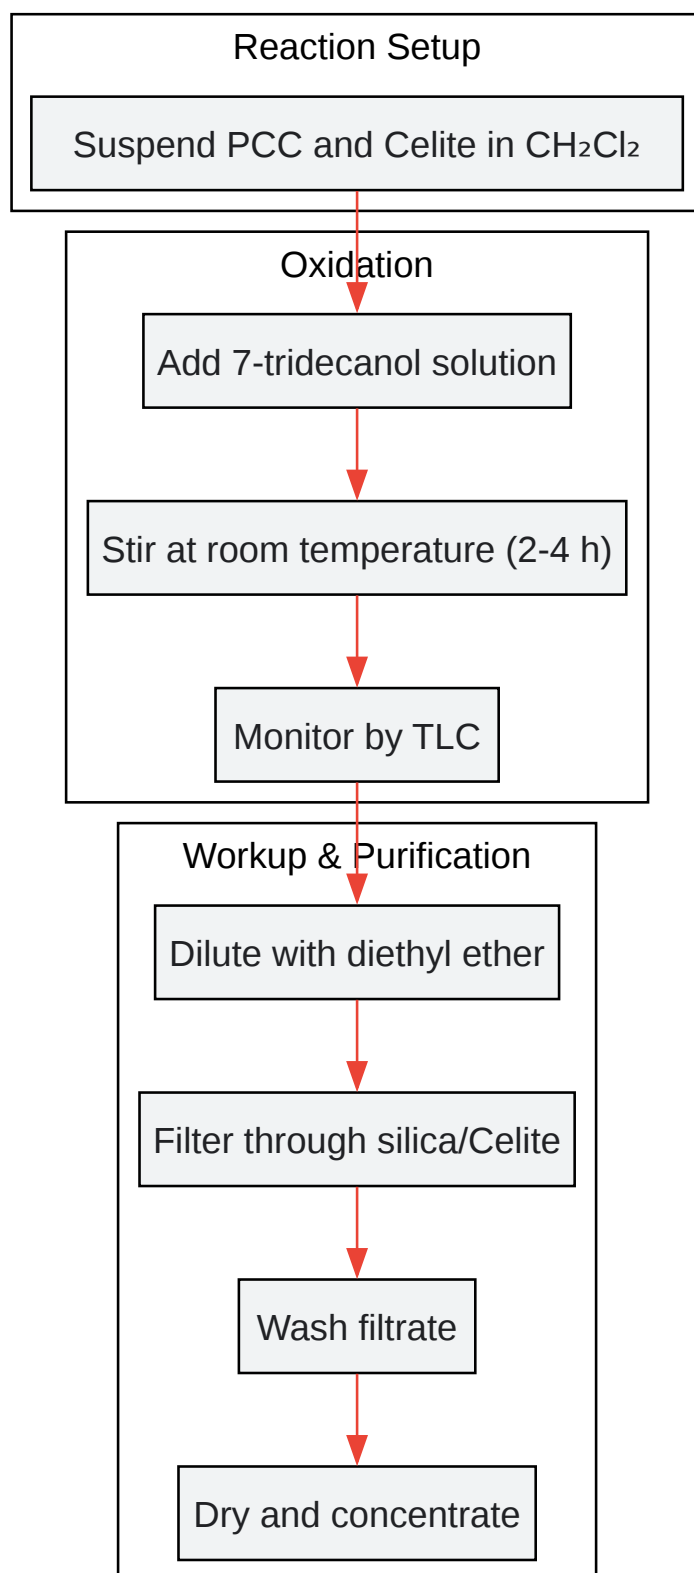 Reaction Setup
Suspend PCC and Celite in CH₂Cl₂
Oxidation
Add 7-tridecanol solution
Stir at room temperature (2-4 h)
Monitor by TLC
Workup & Purification
Dilute with diethyl ether
Filter through silica/Celite
Wash filtrate
Dry and concentrate